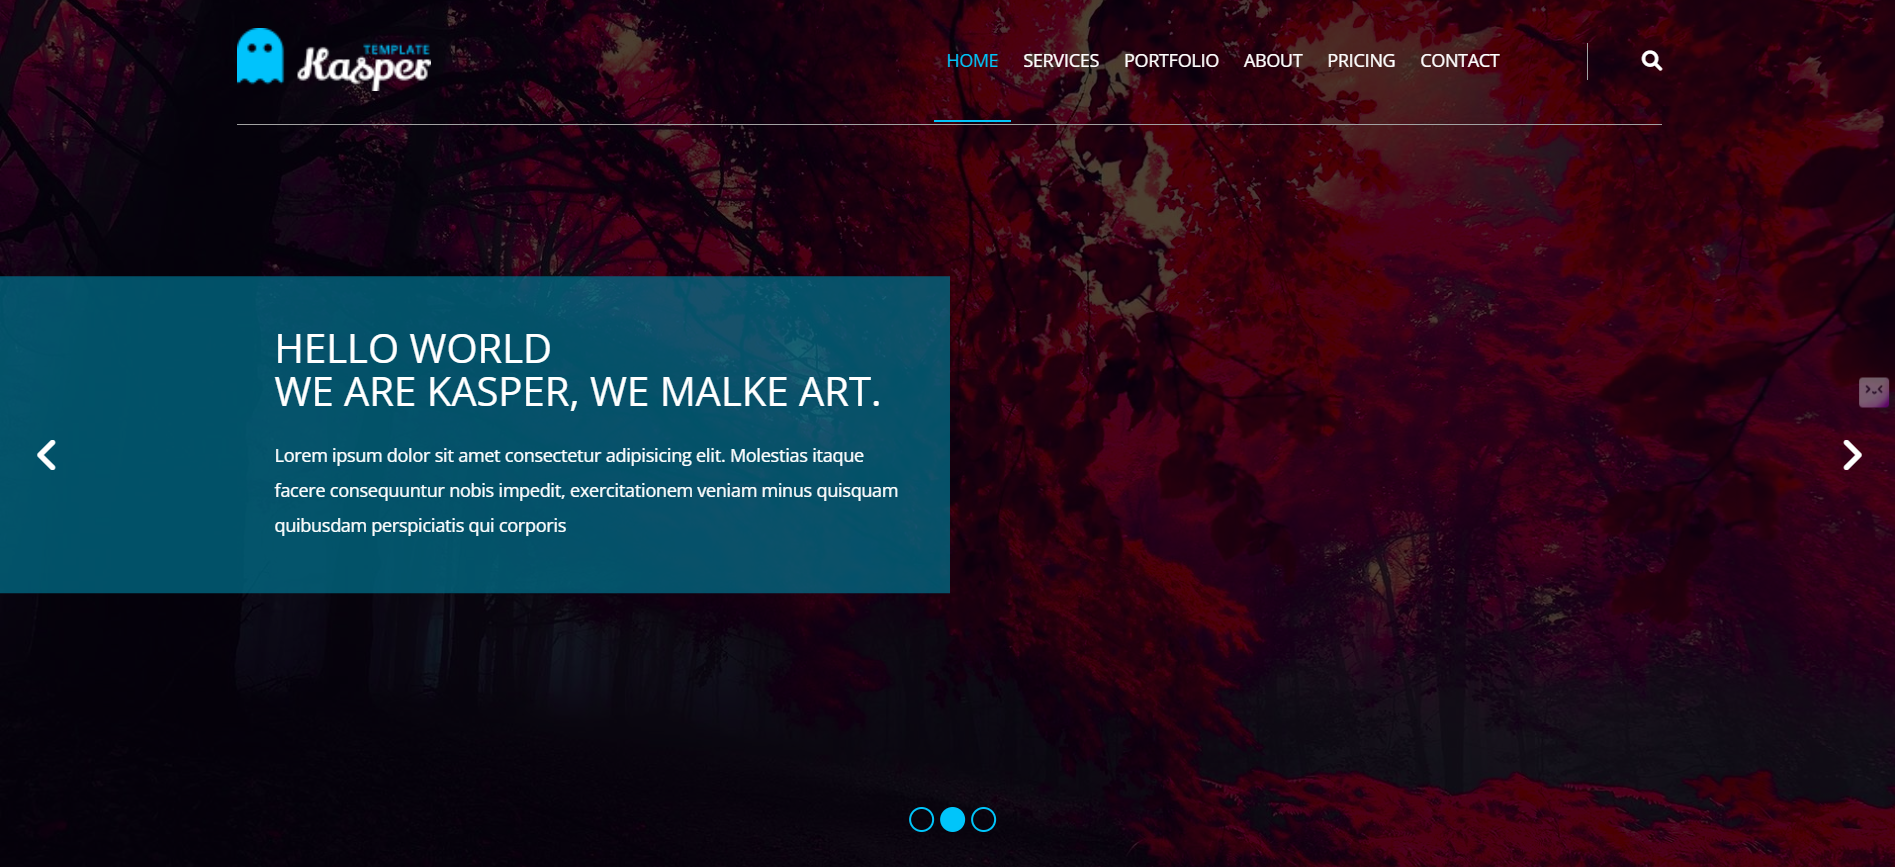 TEMPLATE
Kasper
HOME SERVICES PORTFOLIO ABOUT PRICING CONTACT
HELLO WORLD
WE ARE KASPER, WE MALKE ART.
Lorem ipsum dolor sit amet consectetur adipisicing elit. Molestias itaque
facere consequuntur nobis impedit, exercitationem veniam minus quisquam
quibusdam perspiciatis qui corporis